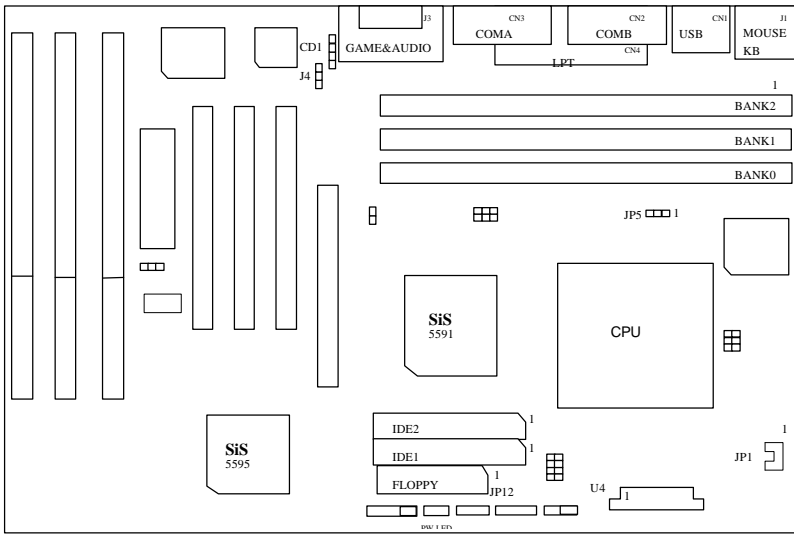 J3
CN3
CN2
CN1
J1
CD1
GAME&AUDIO
COMA
COMB
USB
MOUSE
KB
CN4
LPT
J4
1
BANK2
BANK1
BANK0
JP5
1
SiS
5591
CPU
IDE2
1
IDE1
1
SiS
5595
FLOPPY
1
JP12
U4
1
JP1
1
PW LED